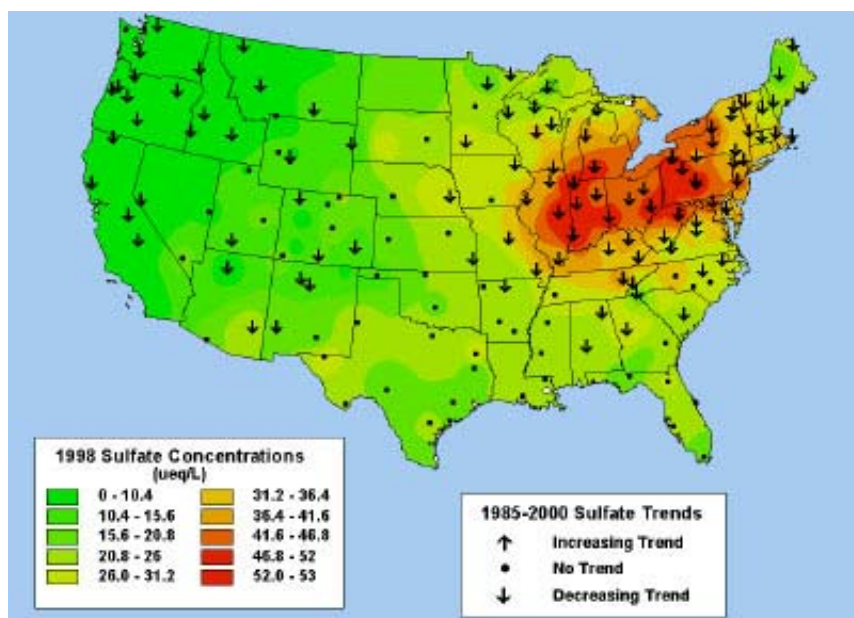 1998 Sulfate Concentrations
(ueq/L)
0 - 10.4
10.4 - 15.6
15.6 - 20.8
20.8 - 26
26.0 - 31.2
31.2 - 36.4
36.4 - 41.6
41.6 - 46.8
46.8 - 52
52.0 - 53
1985-2000 Sulfate Trends
Increasing Trend
No Trend
Decreasing Trend